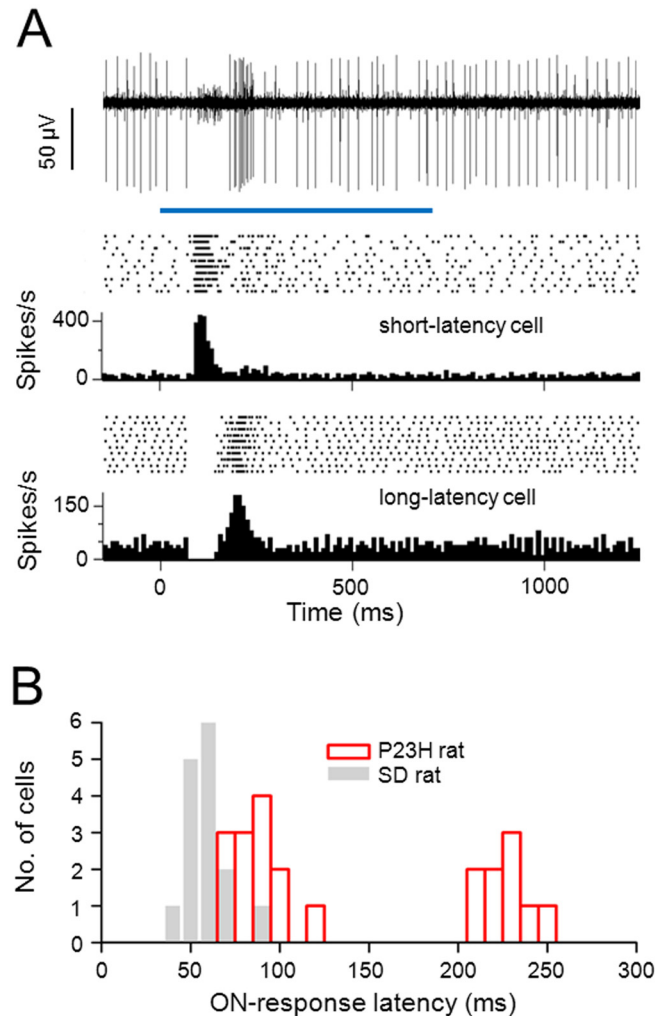 A
50 µV
400
0
Spikes/s
short-latency cell
500
1000
150
0
Spikes/s
long-latency cell
0
500
1000
Time (ms)
B
6
5
4
3
2
1
0
No. of cells
P23H rat
SD rat
0
50
100
150
200
250
300
ON-response latency (ms)